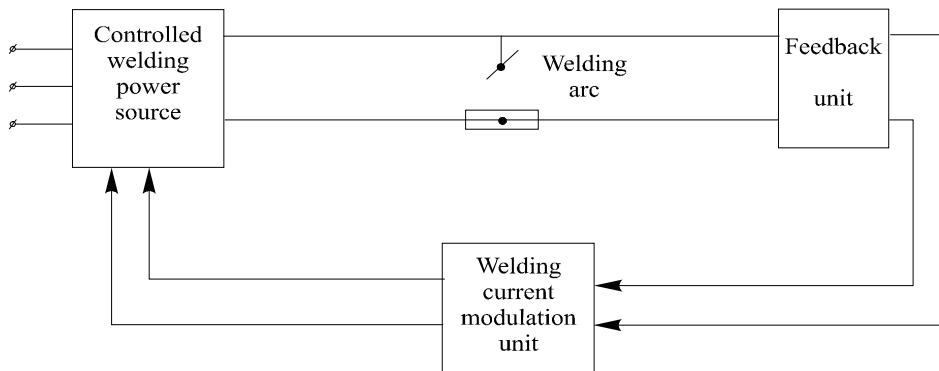 Controlled
welding
power
source
Welding
arc
Feedback
unit
Welding
current
modulation
unit